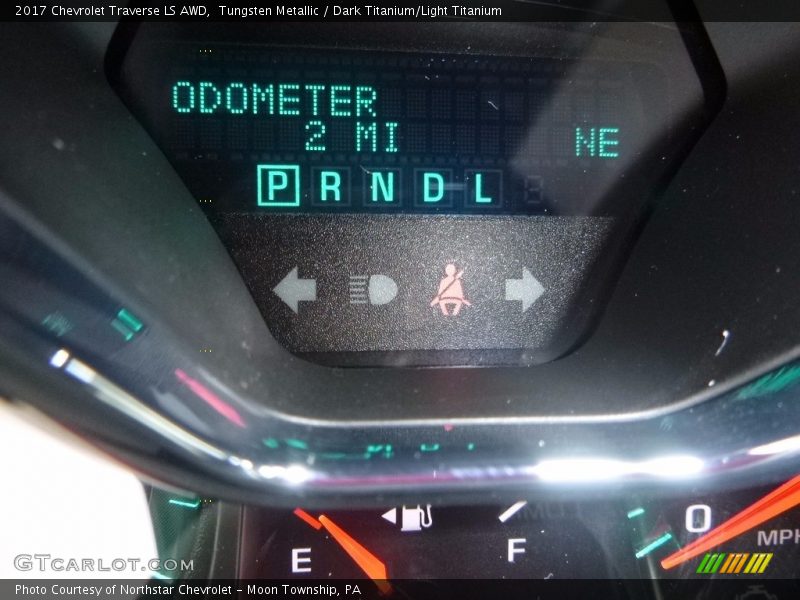 2017 Chevrolet Traverse LS AWD,  Tungsten Metallic / Dark Titanium/Light Titanium
ODOMETER
2 MI
NE
P R N D L
E
F
0
MPH
GTCarLot.com
Photo Courtesy of Northstar Chevrolet - Moon Township, PA